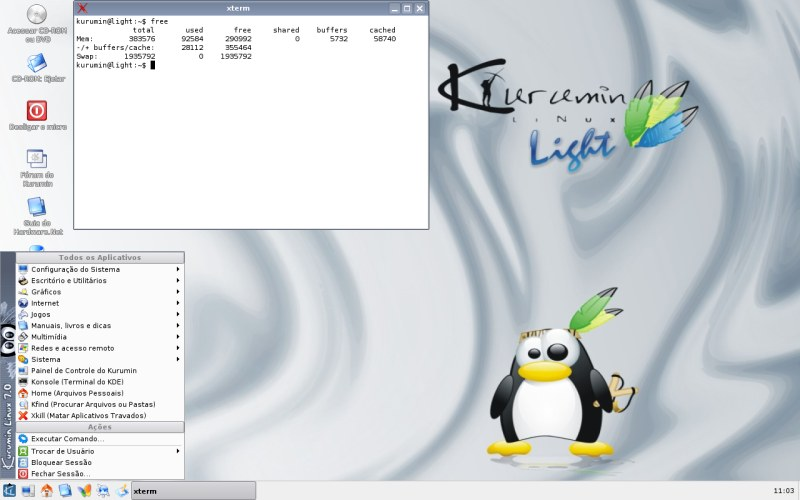 Acessar CD-ROM
ou DVD
CD-ROM: Ejetar
Desligar o micro
Fórum do
Kurumin
Guia do
Hardware.Net
xterm
kurumin@light:~$ free
total used free shared buffers cached
Mem: 383576 92584 290992 0 5732 58740
-/+ buffers/cache: 28112 355464
Swap: 1935792 0 1935792
kurumin@light:~$
Kurumin
LiNux
Light
Todos os Aplicativos
Configuração do Sistema
Escritório e Utilitários
Gráficos
Internet
Jogos
Manuais, livros e dicas
Multimídia
Redes e acesso remoto
Sistema
Painel de Controle do Kurumin
Konsole (Terminal do KDE)
Home (Arquivos Pessoais)
Kfind (Procurar Arquivos ou Pastas)
Xkill (Matar Aplicativos Travados)
Ações
Executar Comando...
Trocar de Usuário
Bloquear Sessão
Fechar Sessão...
Kurumin Linux 7.0
xterm
11:03